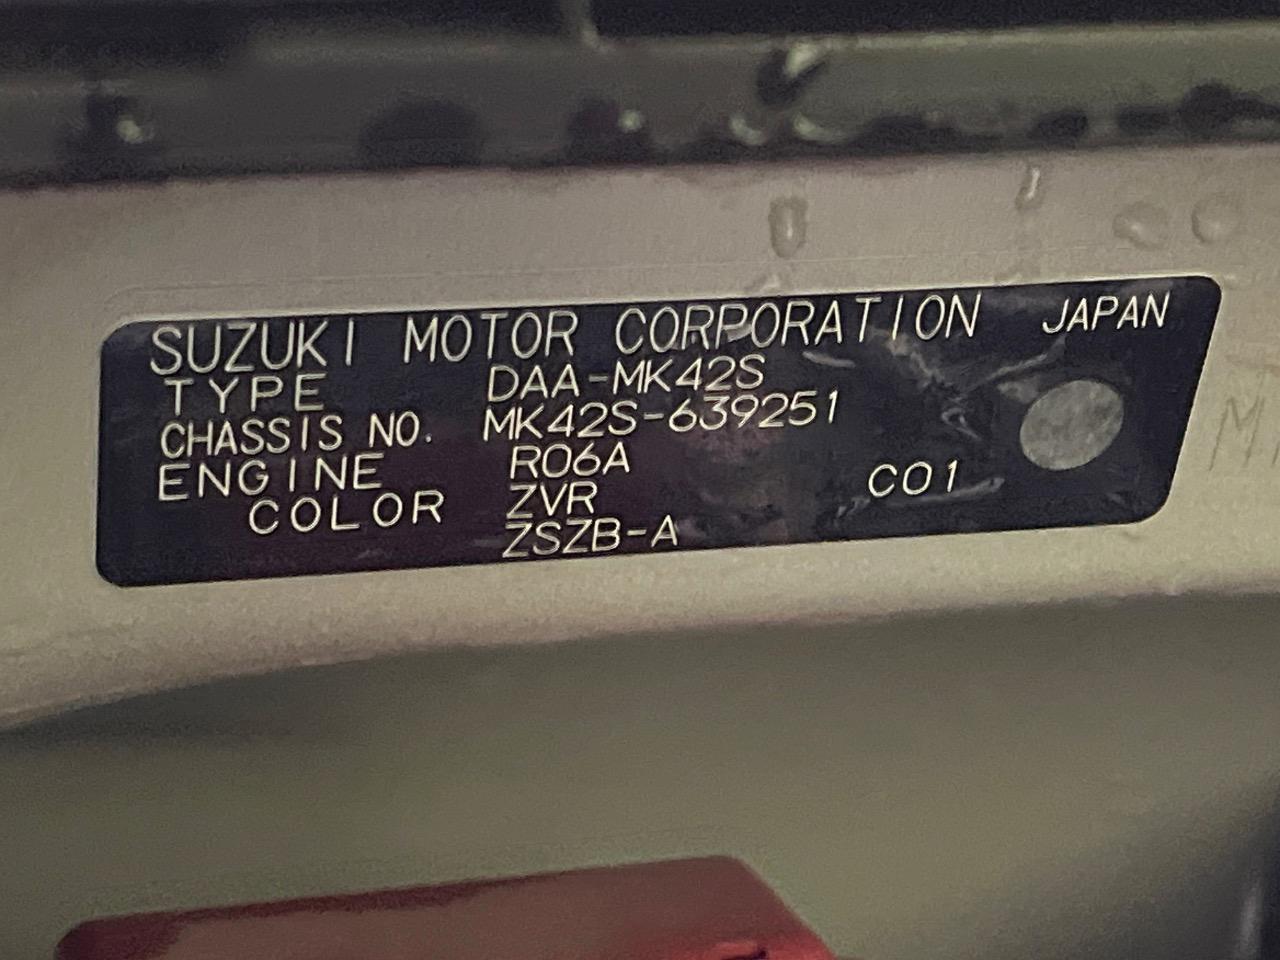 SUZUKI MOTOR CORPORATION JAPAN
TYPE DAA-MK42S
CHASSIS NO. MK42S-639251
ENGINE R06A
COLOR ZVR C01
ZSZB-A